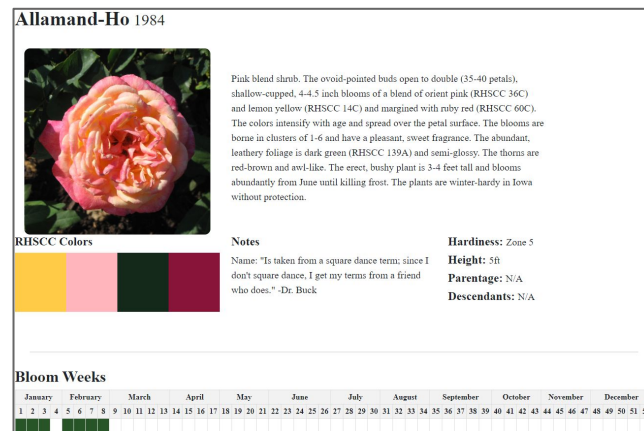 Allamand-Ho 1984
Pink blend shrub. The ovoid-pointed buds open to double (35-40 petals),
shallow-cupped, 4-4.5 inch blooms of a blend of orient pink (RHSCC 36C)
and lemon yellow (RHSCC 14C) and margined with ruby red (RHSCC 60C).
The colors intensify with age and spread over the petal surface. The blooms are
borne in clusters of 1-6 and have a pleasant, sweet fragrance. The abundant,
leathery foliage is dark green (RHSCC 139A) and semi-glossy. The thorns are
red-brown and awl-like. The erect, bushy plant is 3-4 feet tall and blooms
abundantly from June until killing frost. The plants are winter-hardy in Iowa
without protection.
RHSCC Colors
Notes
Name: "Is taken from a square dance term; since I
don't square dance, I get my terms from a friend
who does." -Dr. Buck
Hardiness: Zone 5
Height: 5ft
Parentage: N/A
Descendants: N/A
Bloom Weeks
January February March April May June July August September October November December
1 2 3 4 5 6 7 8 9 10 11 12 13 14 15 16 17 18 19 20 21 22 23 24 25 26 27 28 29 30 31 32 33 34 35 36 37 38 39 40 41 42 43 44 45 46 47 48 49 50 51